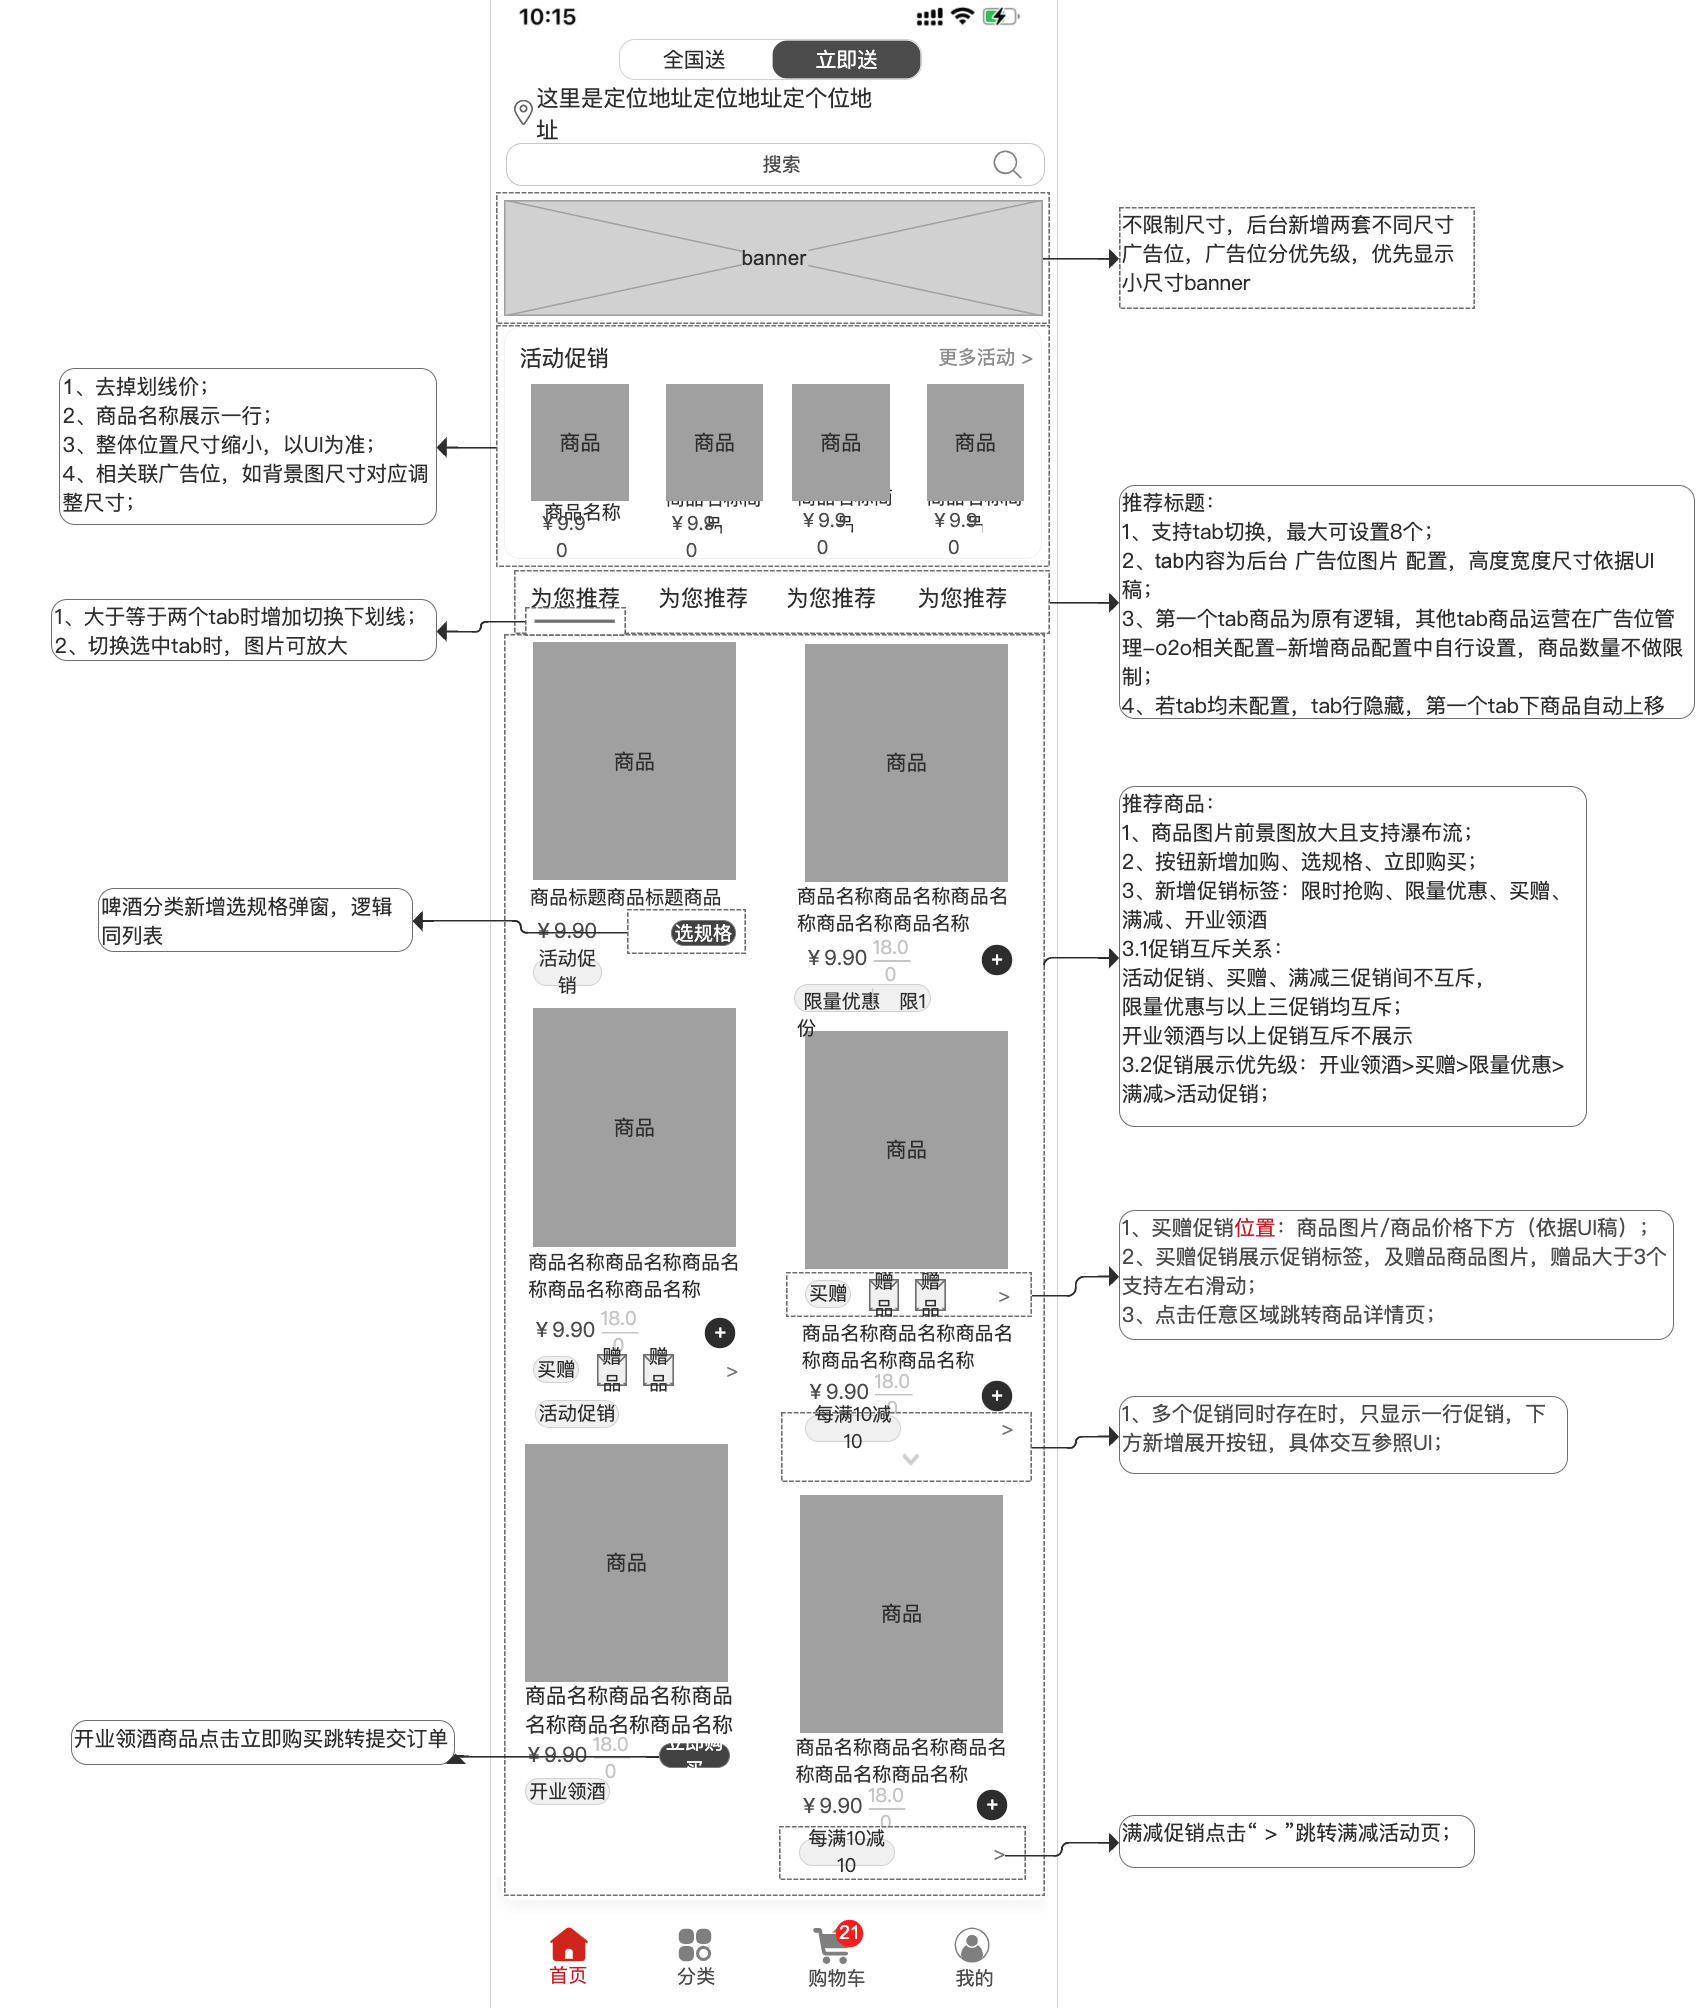 10:15
全国送
立即送
这里是定位地址定位地址定个位地
址
搜索
banner
不限制尺寸，后台新增两套不同尺寸
广告位，广告位分优先级，优先显示
小尺寸banner
活动促销
更多活动 >
商品
商品
商品
商品
商品名称
商品名称商
品
商品名称商
品
商品名称商
品
¥9.9
0
¥9.9
0
¥9.9
0
¥9.9
0
1、去掉划线价；
2、商品名称展示一行；
3、整体位置尺寸缩小，以UI为准；
4、相关联广告位，如背景图尺寸对应调
整尺寸；
为您推荐
为您推荐
为您推荐
为您推荐
1、大于等于两个tab时增加切换下划线；
2、切换选中tab时，图片可放大
推荐标题：
1、支持tab切换，最大可设置8个；
2、tab内容为后台 广告位图片 配置，高度宽度尺寸依据UI
稿；
3、第一个tab商品为原有逻辑，其他tab商品运营在广告位管
理-o2o相关配置-新增商品配置中自行设置，商品数量不做限
制；
4、若tab均未配置，tab行隐藏，第一个tab下商品自动上移
商品
商品标题商品标题商品
¥9.90
选规格
活动促
销
啤酒分类新增选规格弹窗，逻辑
同列表
商品
商品名称商品名称商品名
称商品名称商品名称
¥9.90
18.0
0
+
限量优惠
限1
份
推荐商品：
1、商品图片前景图放大且支持瀑布流；
2、按钮新增加购、选规格、立即购买；
3、新增促销标签：限时抢购、限量优惠、买赠、
满减、开业领酒
3.1促销互斥关系：
活动促销、买赠、满减三促销间不互斥，
限量优惠与以上三促销均互斥；
开业领酒与以上促销互斥不展示
3.2促销展示优先级：开业领酒>买赠>限量优惠>
满减>活动促销；
商品
商品名称商品名称商品名
称商品名称商品名称
¥9.90
18.0
0
+
买赠
赠
品
赠
品
>
活动促销
商品
买赠
赠
品
赠
品
>
商品名称商品名称商品名
称商品名称商品名称
¥9.90
18.0
0
+
每满10减
10
>
1、买赠促销位置：商品图片/商品价格下方（依据UI稿）；
2、买赠促销展示促销标签，及赠品商品图片，赠品大于3个
支持左右滑动；
3、点击任意区域跳转商品详情页；
1、多个促销同时存在时，只显示一行促销，下
方新增展开按钮，具体交互参照UI；
商品
商品名称商品名称商品
名称商品名称商品名称
¥9.90
18.0
0
立即购
买
开业领酒
开业领酒商品点击立即购买跳转提交订单
商品
商品名称商品名称商品名
称商品名称商品名称
¥9.90
18.0
0
+
每满10减
10
>
满减促销点击“ > ”跳转满减活动页；
首页
分类
21
购物车
我的